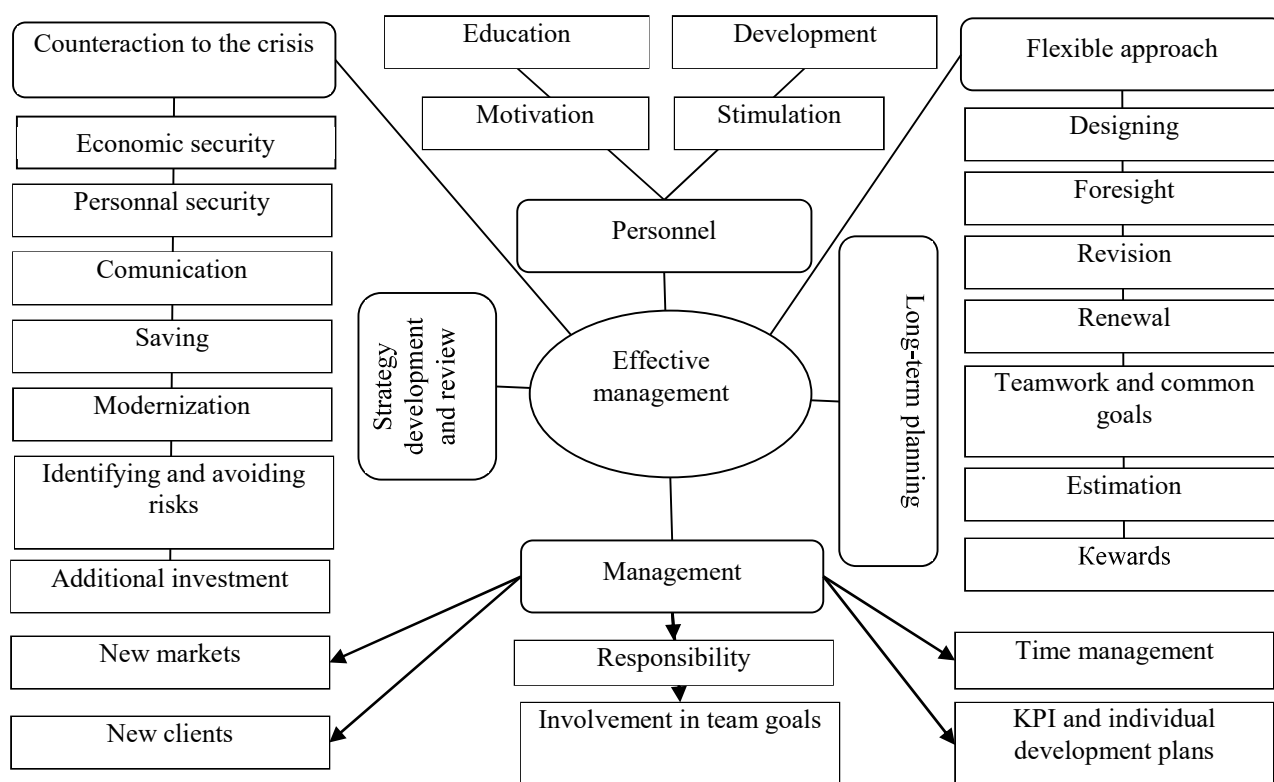 Counteraction to the crisis
Economic security
Personnal security
Comunication
Saving
Modernization
Identifying and avoiding
risks
Additional investment
Education
Development
Motivation
Stimulation
Personnel
Strategy
development
and review
Effective
management
Long-term planning
Flexible approach
Designing
Foresight
Revision
Renewal
Teamwork and common
goals
Estimation
Kewards
Management
New markets
New clients
Responsibility
Involvement in team goals
Time management
KPI and individual
development plans